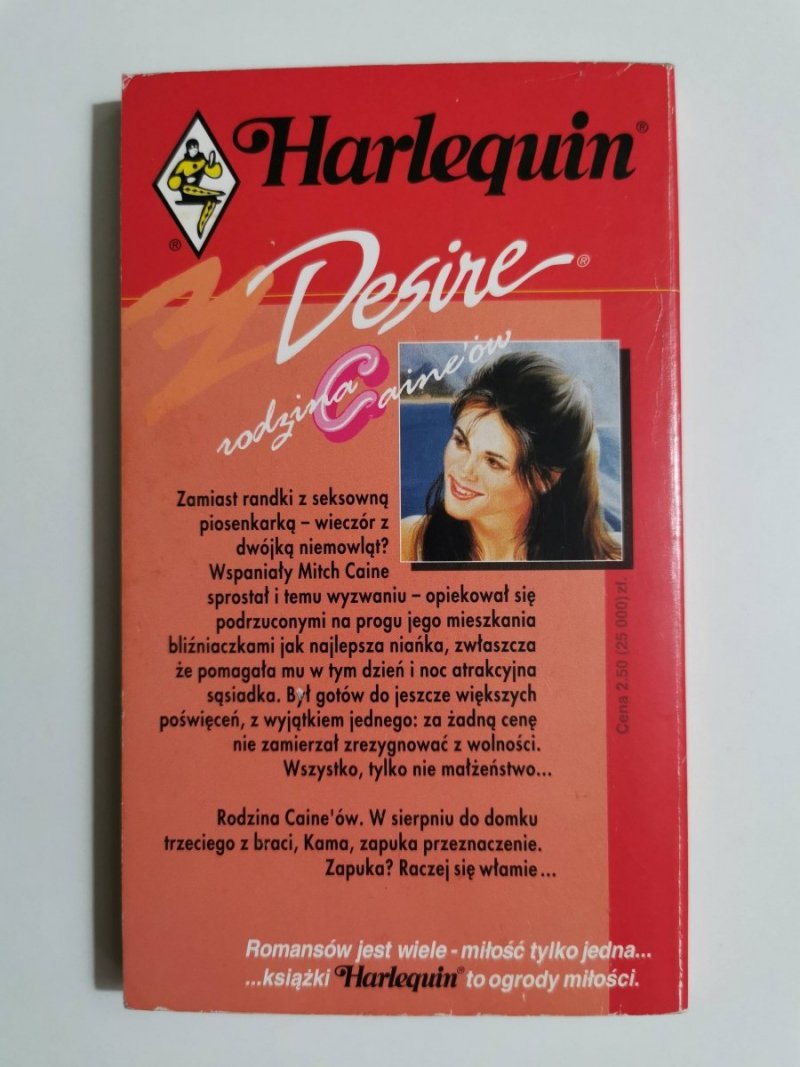 Harlequin®
®
Desire®
rodzina Caine'ów
Zamiast randki z seksowną
piosenkarką – wieczór z
dwójką niemowląt?
Wspaniały Mitch Caine
sprostał i temu wyzwaniu – opiekował się
podrzuconymi na progu jego mieszkania
bliźniaczkami jak najlepsza niańka, zwłaszcza
że pomagała mu w tym dzień i noc atrakcyjna
sąsiadka. Był gotów do jeszcze większych
poświęceń, z wyjątkiem jednego: za żadną cenę
nie zamierzał zrezygnować z wolności.
Wszystko, tylko nie małżeństwo...
Rodzina Caine'ów. W sierpniu do domku
trzeciego z braci, Kama, zapuka przeznaczenie.
Zapuka? Raczej się włamie...
Cena 2.50 (25 000) zł.
Romansów jest wiele - miłość tylko jedna...
...książki Harlequin® to ogrody miłości.